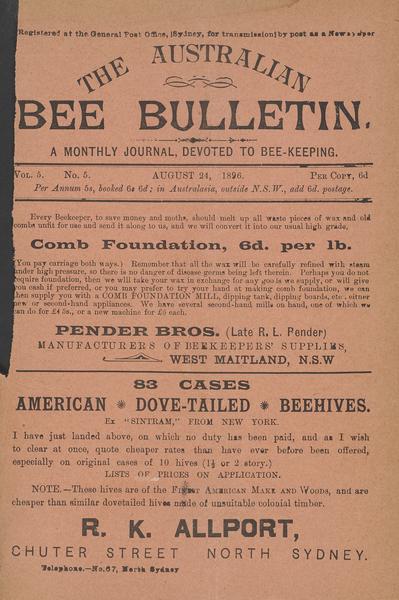 Registered at the General Post Office, Sydney, for transmission by post as a Newspaper
THE AUSTRALIAN
BEE BULLETIN.
A MONTHLY JOURNAL, DEVOTED TO BEE-KEEPING.
VOL. 5. No. 5. AUGUST 24, 1896. PER COPY, 6d
Per Annum 5s, booked 6s 6d; in Australasia, outside N.S.W., add 6d. postage.
Every Beekeeper, to save money and moths, should melt up all waste pieces of wax and old
combs unfit for use and send it along to us, and we will convert it into our usual high grade,
Comb Foundation, 6d. per lb.
(You pay carriage both ways.) Remember that all the wax will be carefully refined with steam
under high pressure, so there is no danger of disease germs being left therein. Perhaps you do not
require foundation, then we will take your wax in exchange for any goods we supply, or will give
you cash if preferred, or you may prefer to try your hand at making comb foundation, we can
then supply you with a COMB FOUNDATION MILL, dipping tank, dipping boards, etc. either
new or second-hand appliances. We have several second-hand mills on hand, one of which we
can do for £4 5s., or a new machine for £5 each.
PENDER BROS. (Late R. L. Pender)
MANUFACTURERS OF BEEKEEPERS' SUPPLIES,
WEST MAITLAND, N.S.W
83 CASES
AMERICAN * DOVE-TAILED * BEEHIVES.
Ex "SINTRAM," FROM NEW YORK.
I have just landed above, on which no duty has been paid, and as I wish
to clear at once, quote cheaper rates than have ever before been offered,
especially on original cases of 10 hives (1½ or 2 story.)
LISTS OF PRICES ON APPLICATION.
NOTE.—These hives are of the FINEST AMERICAN MAKE AND WOODS, and are
cheaper than similar dovetailed hives made of unsuitable colonial timber.
R. K. ALLPORT,
CHUTER STREET NORTH SYDNEY.
Telephone.—No.67, North Sydney